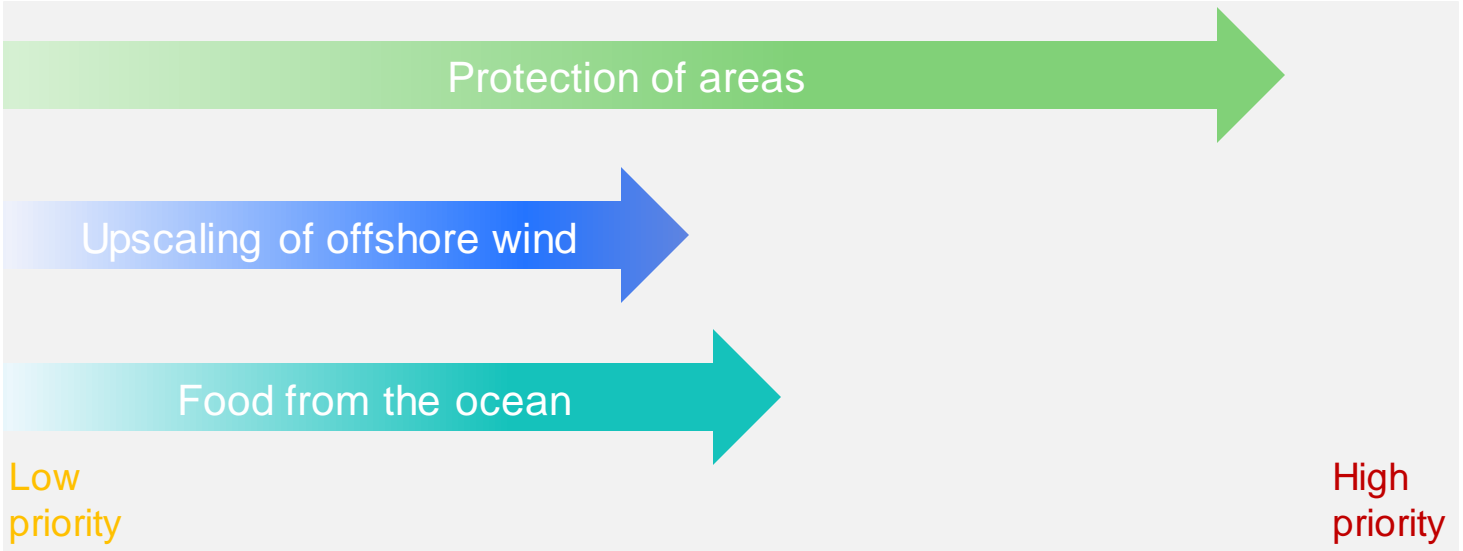 Protection of areas
Upscaling of offshore wind
Food from the ocean
Low
priority
High
priority